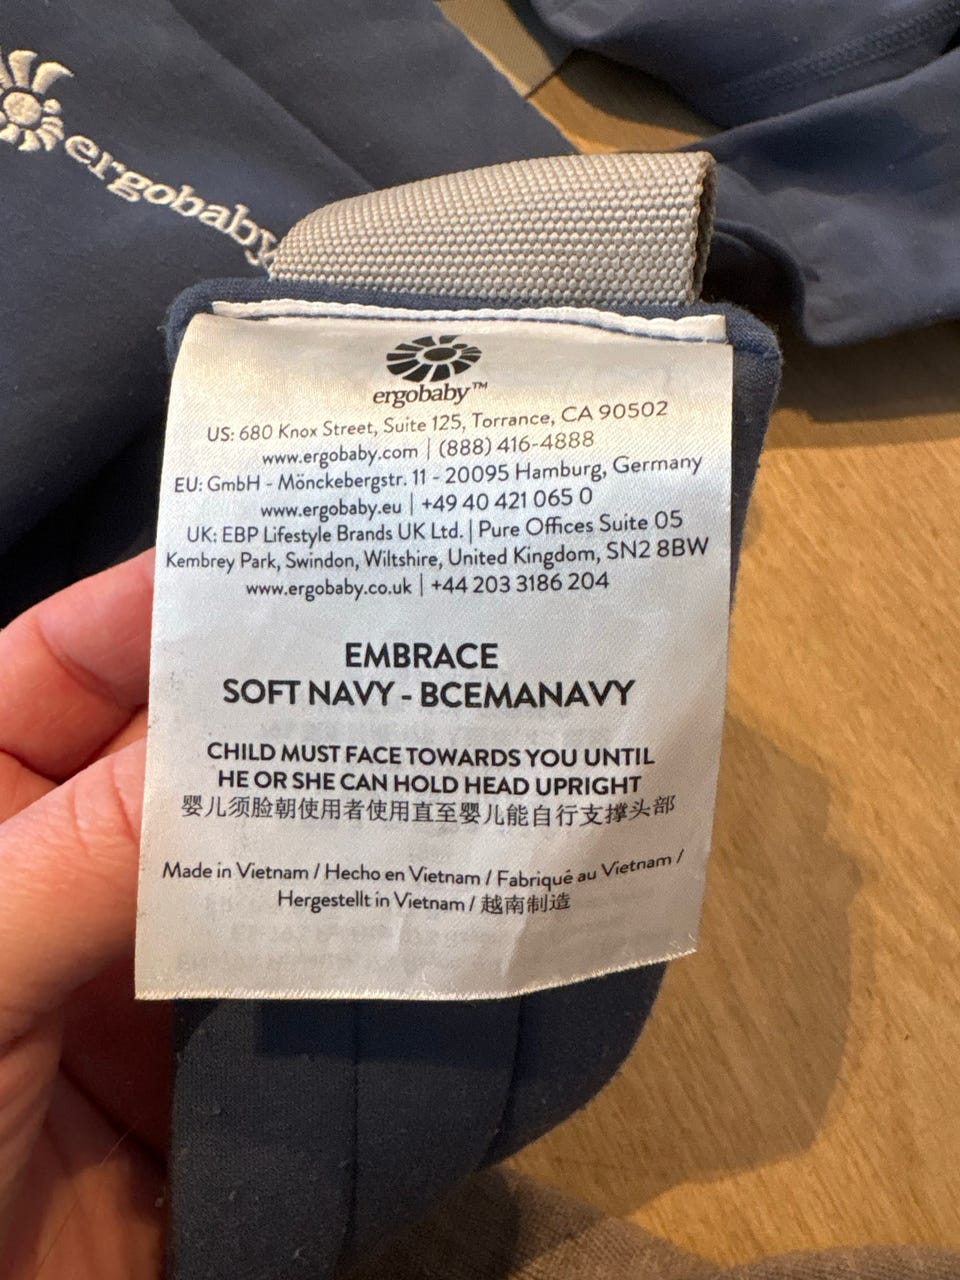 ergobaby
ergobaby™
US: 680 Knox Street, Suite 125, Torrance, CA 90502
www.ergobaby.com | (888) 416-4888
EU: GmbH - Mönckebergstr. 11 - 20095 Hamburg, Germany
www.ergobaby.eu | +49 40 421 065 0
UK: EBP Lifestyle Brands UK Ltd. | Pure Offices Suite 05
Kembrey Park, Swindon, Wiltshire, United Kingdom, SN2 8BW
www.ergobaby.co.uk | +44 203 3186 204
EMBRACE
SOFT NAVY - BCEMANAVY
CHILD MUST FACE TOWARDS YOU UNTIL
HE OR SHE CAN HOLD HEAD UPRIGHT
婴儿须脸朝使用者使用直至婴儿能自行支撑头部
Made in Vietnam / Hecho en Vietnam / Fabriqué au Vietnam /
Hergestellt in Vietnam / 越南制造